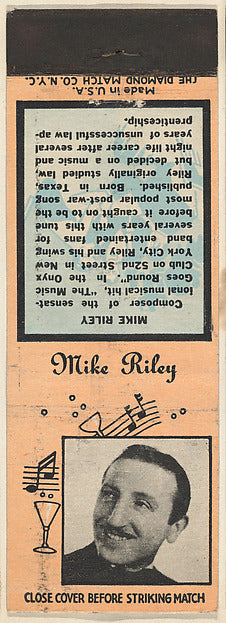 Mike Riley
CLOSE COVER BEFORE STRIKING MATCH
MIKE RILEY
Composer of the sensat-
ional musical hit, "The Music
Goes Round". In the Onyx
Club on 52nd Street in New
York City, Riley and his swing
band entertained fans for
several years with this tune
before it caught on to be the
most popular post-war song
published. Born in Texas,
Riley originally studied law,
but decided on a music and
night life career after several
years of unsuccessful law ap-
prenticeship.
Made in U.S.A.
THE DIAMOND MATCH CO. N.Y.C.